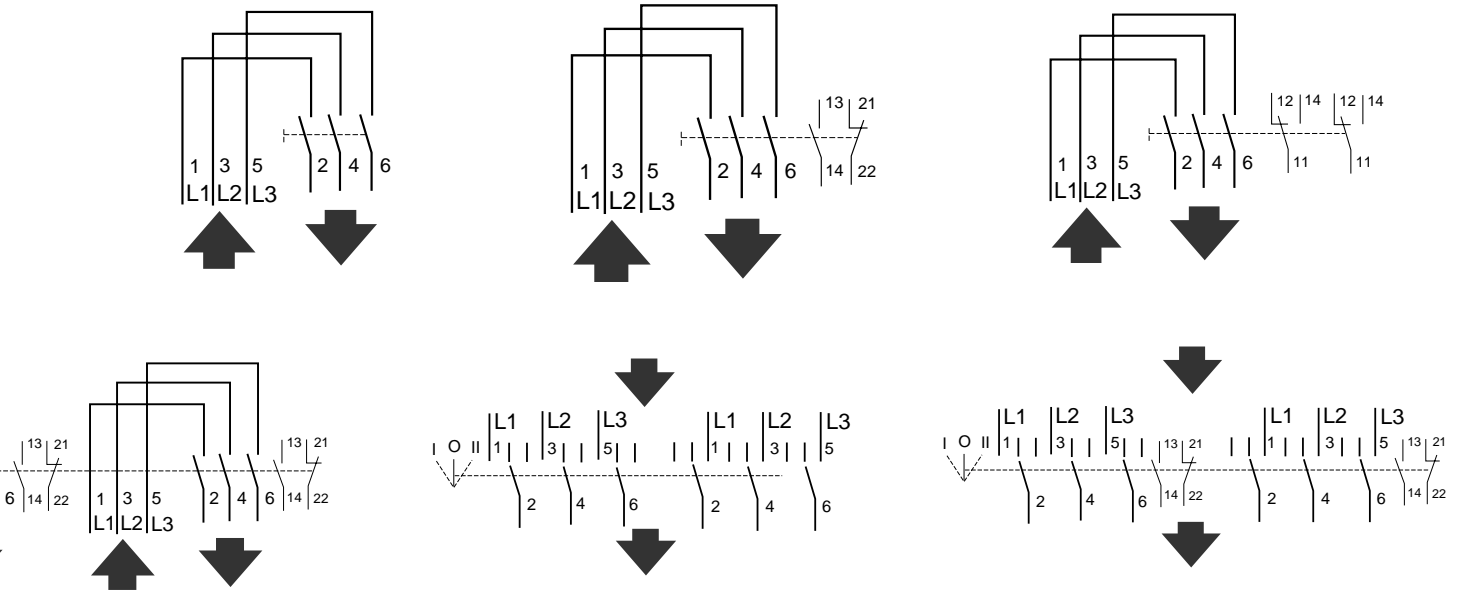 13 21
12 14 12 14
13
21
1 3 5 2 4 6
1 3 5 2 4 6 14 22
1 3 5 2 4 6 11 11
L1 L2 L3
L1 L2 L3
L1 L2 L3
L1 L2 L3 L1 L2 L3
L1 L2 L3 L1 L2 L3
I O II 1 3 5 1 3 5
I O II 1 3 5 13 21 1 3 5 13 21
13 21 13 21
6 14 22 1 3 5 2 4 6 14 22
L1 L2 L3
2 4 6 2 4 6
2 4 6 14 22 2 4 6 14 22